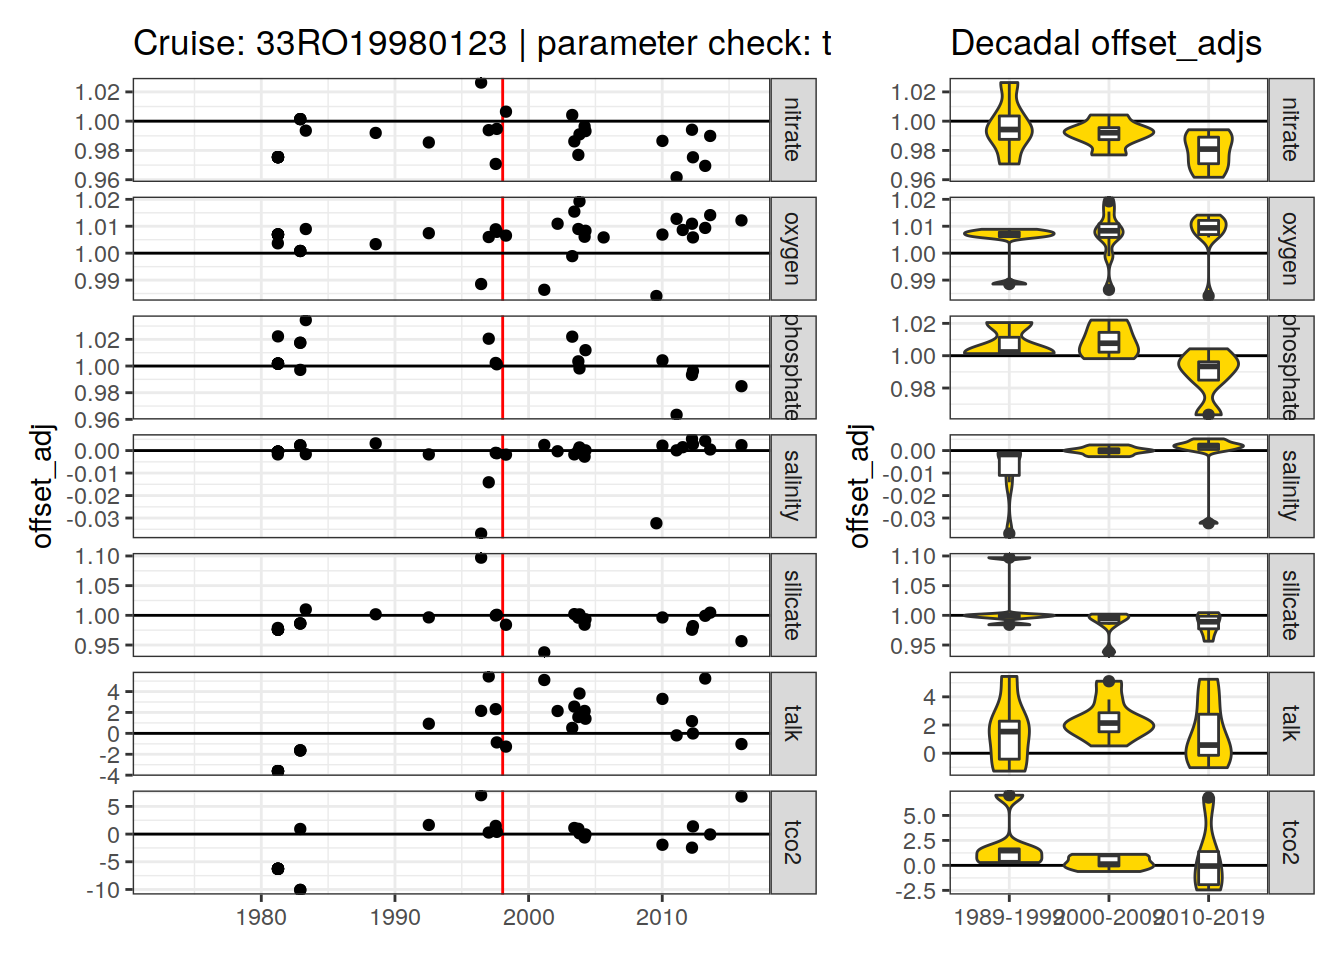 Cruise: 33RO19980123 | parameter check: t
offset_adj
1.02
1.00
0.98
0.96
nitrate
1.02
1.01
1.00
0.99
oxygen
1.02
1.00
0.98
0.96
phosphate
0.00
-0.01
-0.02
-0.03
salinity
1.10
1.05
1.00
0.95
silicate
4
2
0
-2
-4
talk
5
0
-5
-10
tco2
1980 1990 2000 2010
Decadal offset_adjs
offset_adj
1.02
1.00
0.98
0.96
nitrate
1.02
1.01
1.00
0.99
oxygen
1.02
1.00
0.98
phosphate
0.00
-0.01
-0.02
-0.03
salinity
1.10
1.05
1.00
0.95
silicate
4
2
0
talk
5.0
2.5
0.0
-2.5
tco2
1989-1999 2000-2009 2010-2019